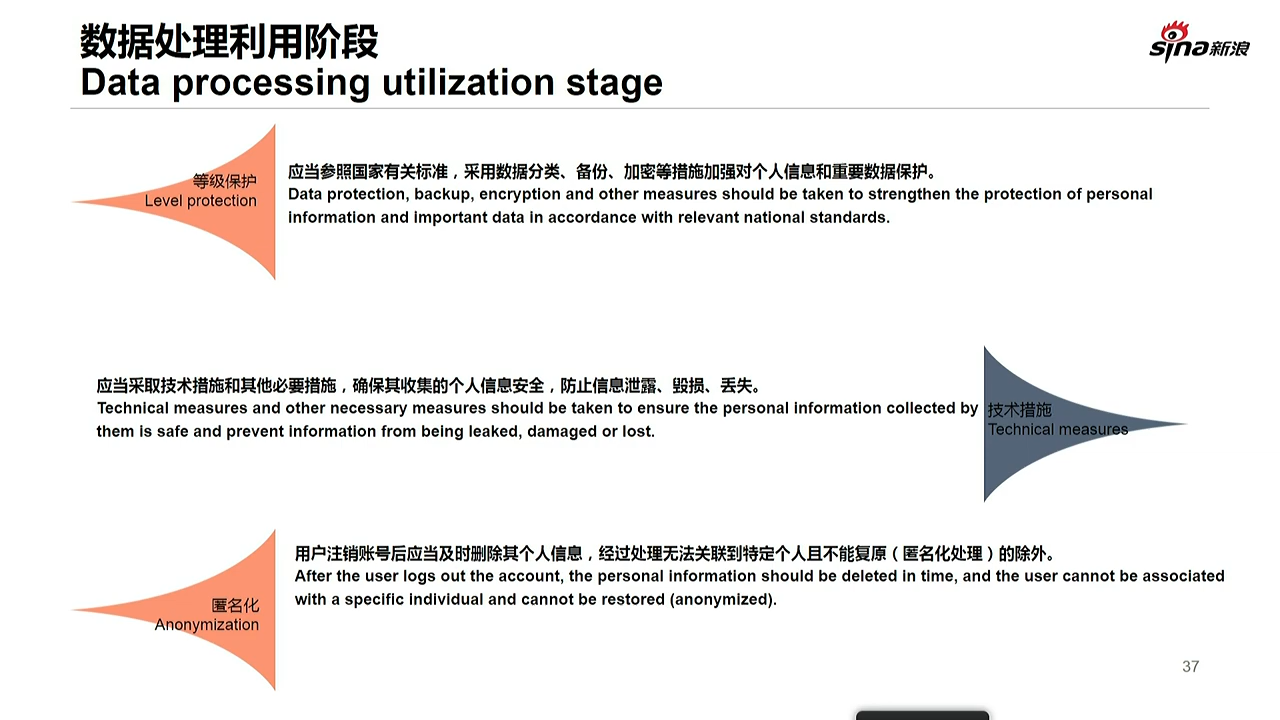 数据处理利用阶段
Data processing utilization stage
sina新浪
等级保护
Level protection
应当参照国家有关标准，采用数据分类、备份、加密等措施加强对个人信息和重要数据保护。
Data protection, backup, encryption and other measures should be taken to strengthen the protection of personal
information and important data in accordance with relevant national standards.
应当采取技术措施和其他必要措施，确保其收集的个人信息安全，防止信息泄露、毁损、丢失。
Technical measures and other necessary measures should be taken to ensure the personal information collected by
them is safe and prevent information from being leaked, damaged or lost.
技术措施
Technical measures
用户注销账号后应当及时删除其个人信息，经过处理无法关联到特定个人且不能复原（匿名化处理）的除外。
After the user logs out the account, the personal information should be deleted in time, and the user cannot be associated
with a specific individual and cannot be restored (anonymized).
匿名化
Anonymization
37